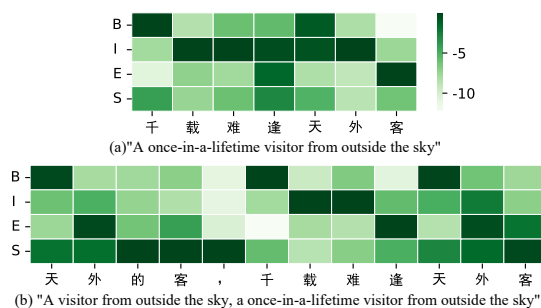 B
I
E
S
-5
-10
千 载 难 逢 天 外 客
(a)"A once-in-a-lifetime visitor from outside the sky"
B
I
E
S
天 外 的 客 ， 千 载 难 逢 天 外 客
(b) "A visitor from outside the sky, a once-in-a-lifetime visitor from outside the sky"